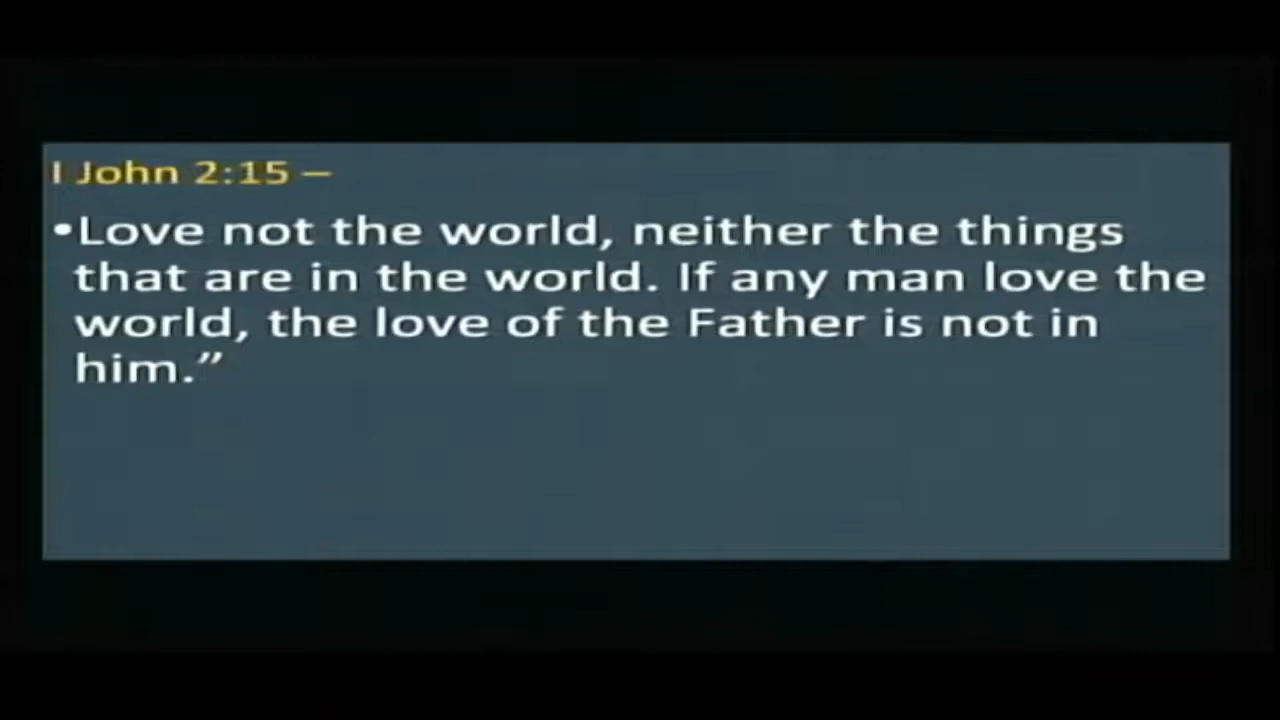 I John 2:15 –
•Love not the world, neither the things
that are in the world. If any man love the
world, the love of the Father is not in
him.”